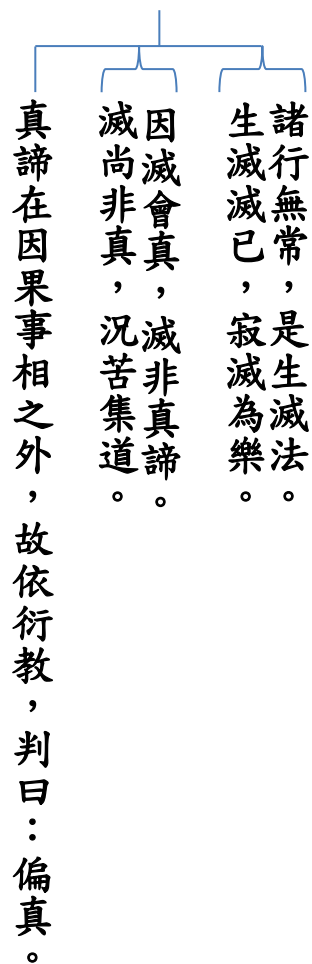 諸行無常，是生滅法。
生滅滅已，寂滅為樂。
因滅會真，滅非真諦。
滅尚非真，況苦集道。
真諦在因果事相之外，故依衍教，判曰：偏真。